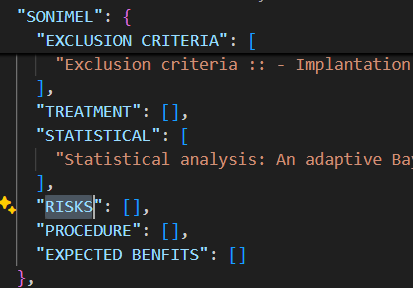 "SONIMEL": {
"EXCLUSION CRITERIA": [
"Exclusion criteria :: - Implantation
],
"TREATMENT": [],
"STATISTICAL": [
"Statistical analysis: An adaptive Bay
],
"RISKS": [],
"PROCEDURE": [],
"EXPECTED BENFITS": []
},